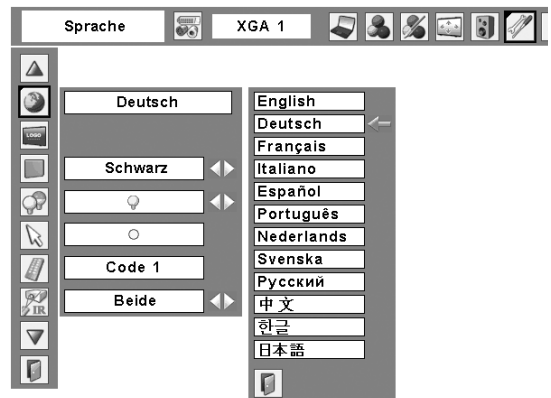 Sprache
XGA 1
LOGO
Deutsch
Schwarz
Code 1
Beide
IR
English
Deutsch
Français
Italiano
Español
Português
Nederlands
Svenska
Русский
中文
한글
日本語